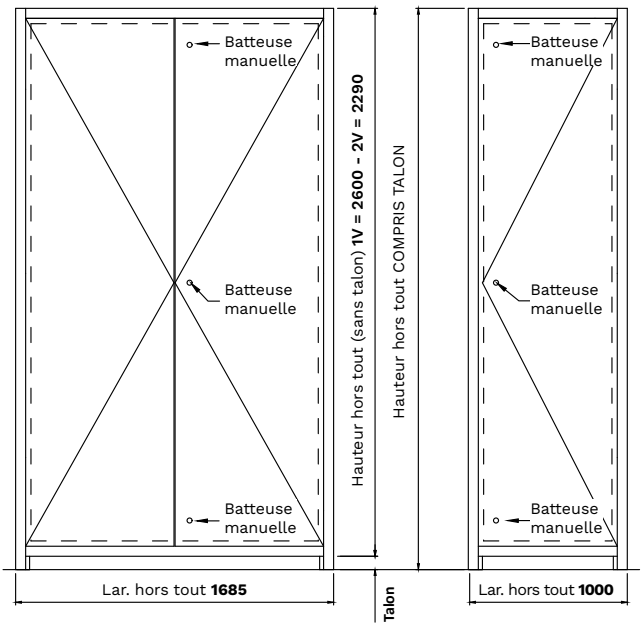 Batteuse
manuelle
Batteuse
manuelle
Batteuse
manuelle
Hauteur hors tout (sans talon) 1V = 2600 - 2V = 2290
Hauteur hors tout COMPRIS TALON
Batteuse
manuelle
Batteuse
manuelle
Batteuse
manuelle
Lar. hors tout 1685
Talon
Lar. hors tout 1000